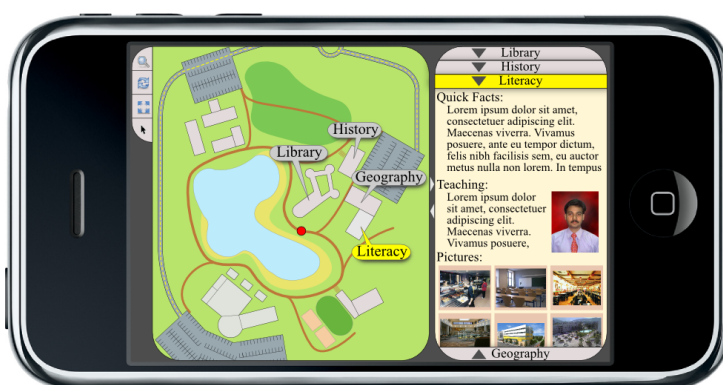 History
Library
Geography
Literacy
Library
History
Literacy
Quick Facts:
Lorem ipsum dolor sit amet,
consectetuer adipiscing elit.
Maecenas viverra. Vivamus
posuere, ante eu tempor dictum,
felis nibh facilisis sem, eu auctor
metus nulla non lorem. In tempus
Teaching:
Lorem ipsum dolor
sit amet, consectetuer
adipiscing elit.
Maecenas viverra.
Vivamus posuere,
Pictures:
Geography